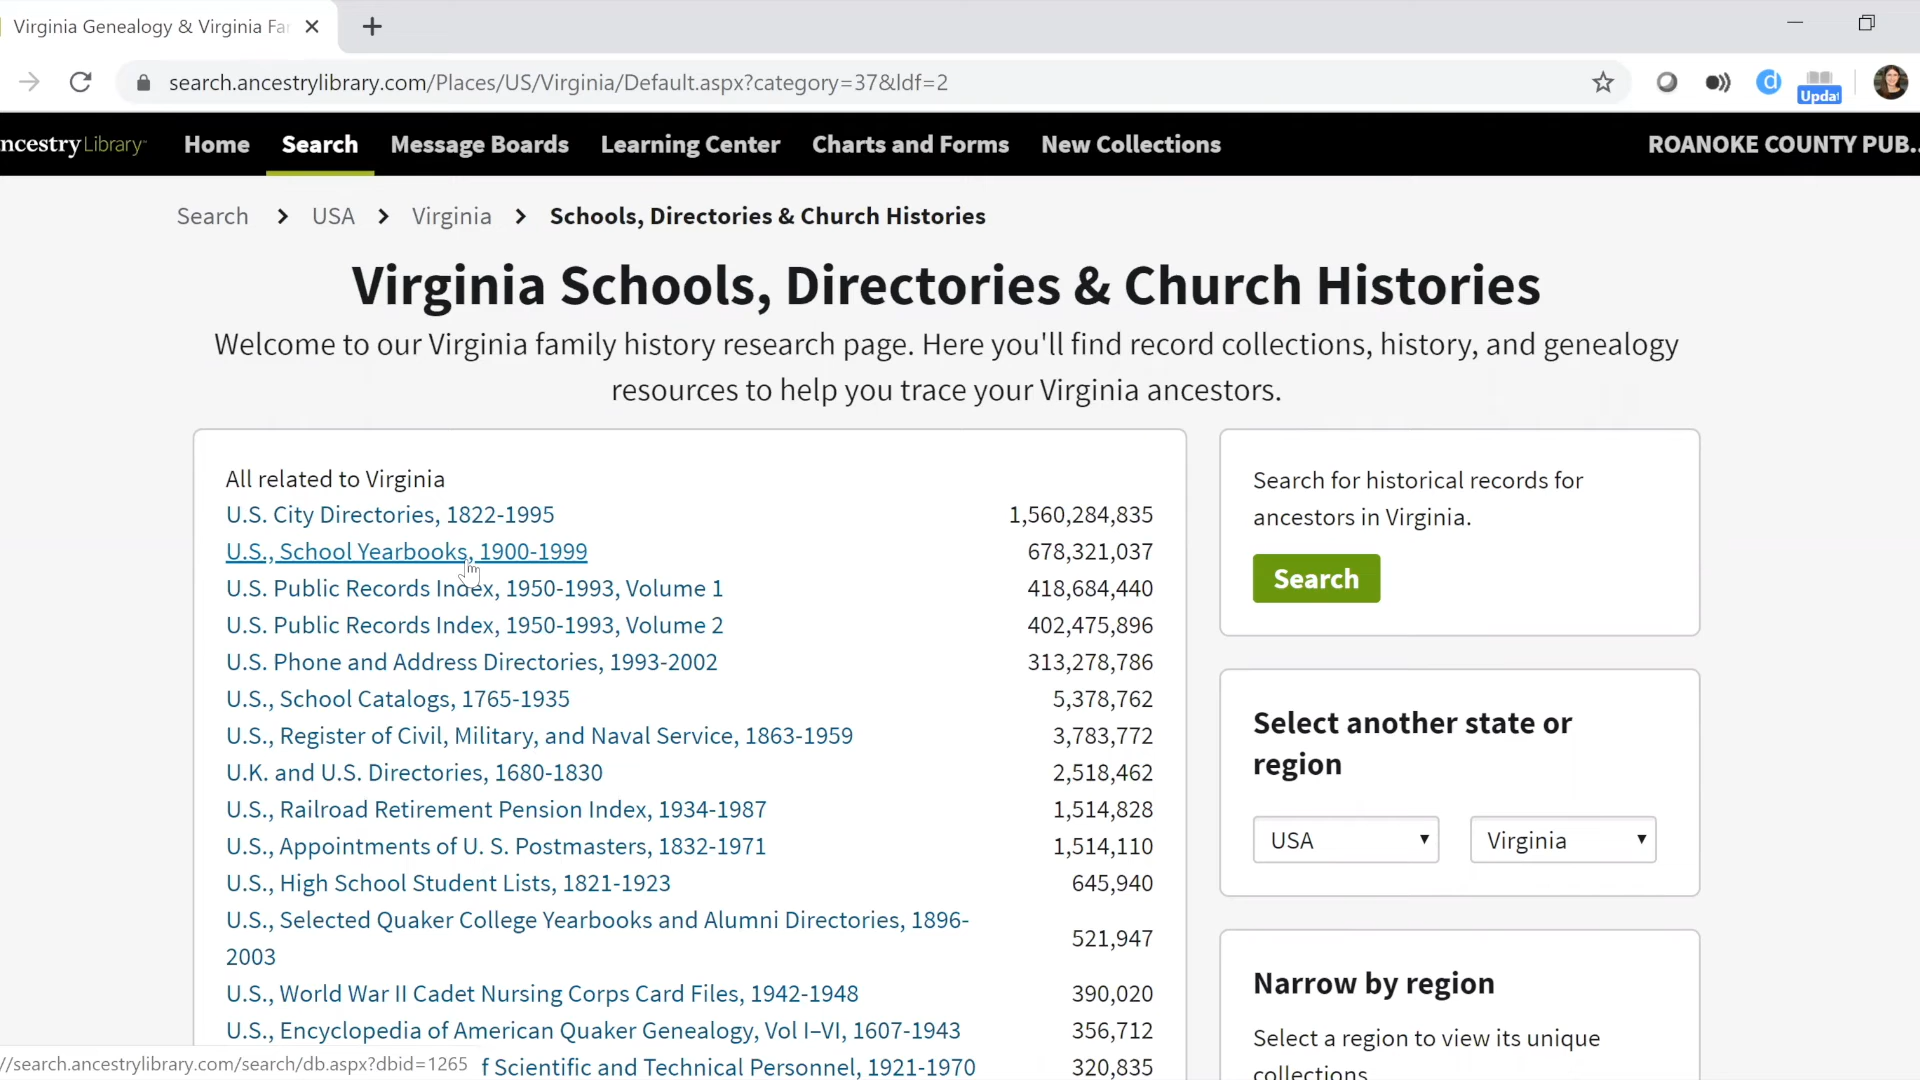 Virginia Genealogy & Virginia Fa
search.ancestrylibrary.com/Places/US/Virginia/Default.aspx?category=37&ldf=2
d
Updat
ncestryLibrary
Home
Search
Message Boards
Learning Center
Charts and Forms
New Collections
ROANOKE COUNTY PUB..
Search > USA > Virginia > Schools, Directories & Church Histories
Virginia Schools, Directories & Church Histories
Welcome to our Virginia family history research page. Here you'll find record collections, history, and genealogy
resources to help you trace your Virginia ancestors.
All related to Virginia
U.S. City Directories, 1822-1995 1,560,284,835
U.S., School Yearbooks, 1900-1999 678,321,037
U.S. Public Records Index, 1950-1993, Volume 1 418,684,440
U.S. Public Records Index, 1950-1993, Volume 2 402,475,896
U.S. Phone and Address Directories, 1993-2002 313,278,786
U.S., School Catalogs, 1765-1935 5,378,762
U.S., Register of Civil, Military, and Naval Service, 1863-1959 3,783,772
U.K. and U.S. Directories, 1680-1830 2,518,462
U.S., Railroad Retirement Pension Index, 1934-1987 1,514,828
U.S., Appointments of U. S. Postmasters, 1832-1971 1,514,110
U.S., High School Student Lists, 1821-1923 645,940
U.S., Selected Quaker College Yearbooks and Alumni Directories, 1896-
2003 521,947
U.S., World War II Cadet Nursing Corps Card Files, 1942-1948 390,020
U.S., Encyclopedia of American Quaker Genealogy, Vol I–VI, 1607-1943 356,712
f Scientific and Technical Personnel, 1921-1970 320,835
//search.ancestrylibrary.com/search/db.aspx?dbid=1265
Search for historical records for
ancestors in Virginia.
Search
Select another state or
region
USA
Virginia
Narrow by region
Select a region to view its unique
collections